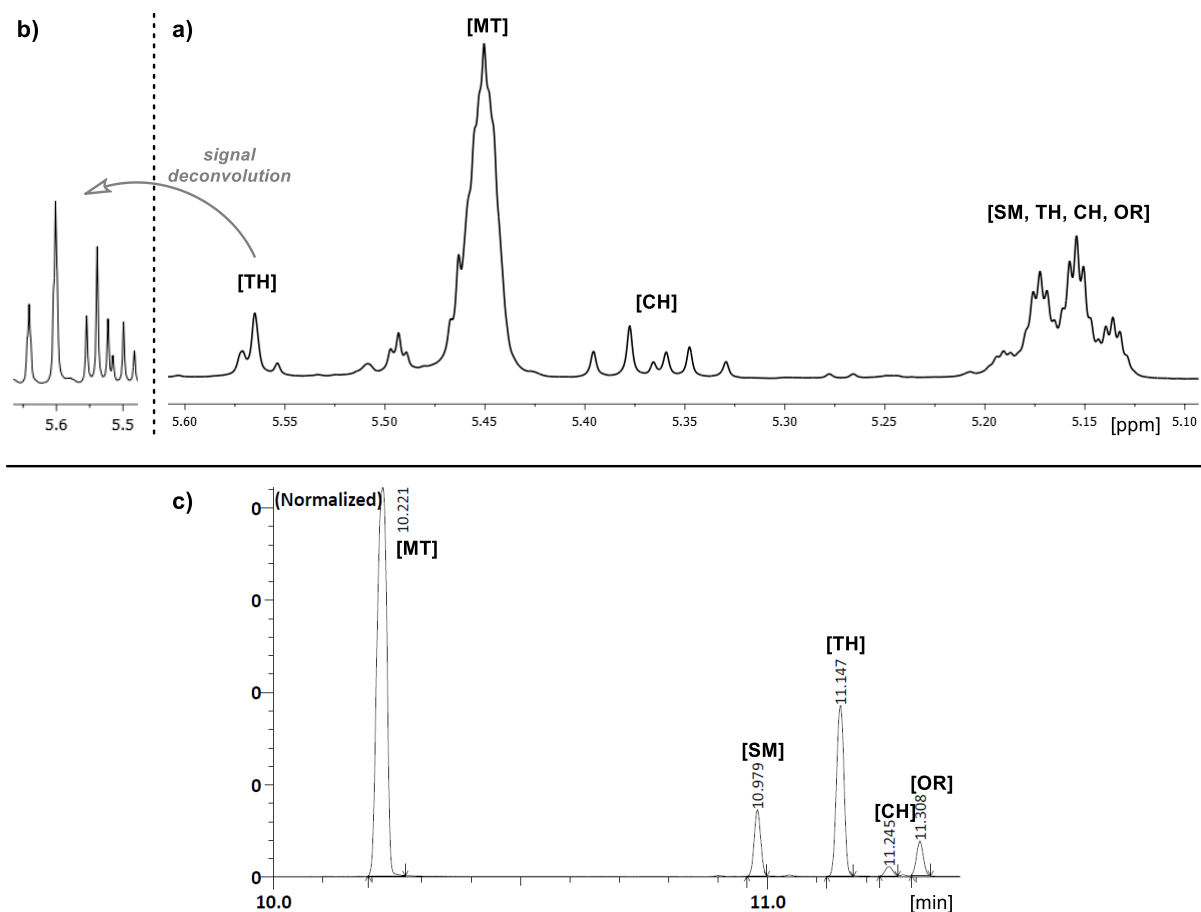 b)
a)
[MT]
signal
deconvolution
[SM, TH, CH, OR]
[TH]
[CH]
5.6 5.5
5.60 5.55 5.50 5.45 5.40 5.35 5.30 5.25 5.20 5.15 5.10
[ppm]
c)
(Normalized)
0
10.221
[MT]
0
0
[TH]
11.147
[SM]
10.979
0
[OR]
11.308
[CH]
11.245
0
10.0 11.0 [min]